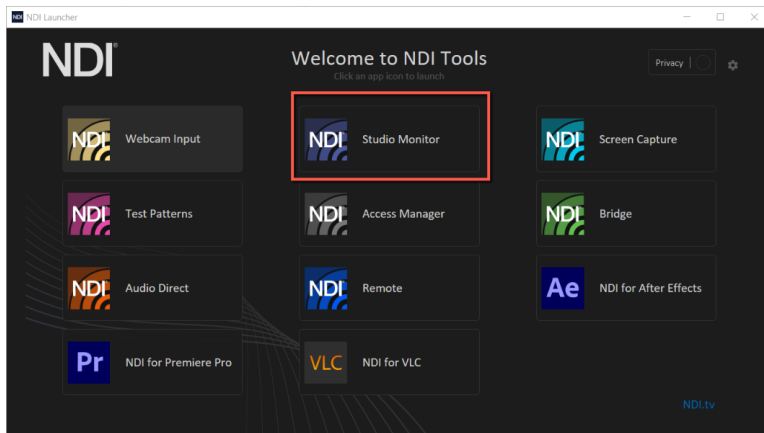 NDI NDI Launcher
NDI®
Welcome to NDI Tools
Click an app icon to launch
Privacy
NDI Webcam Input
NDI Studio Monitor
NDI Screen Capture
NDI Test Patterns
NDI Access Manager
NDI Bridge
NDI Audio Direct
NDI Remote
Ae NDI for After Effects
Pr NDI for Premiere Pro
VLC NDI for VLC
NDI.tv